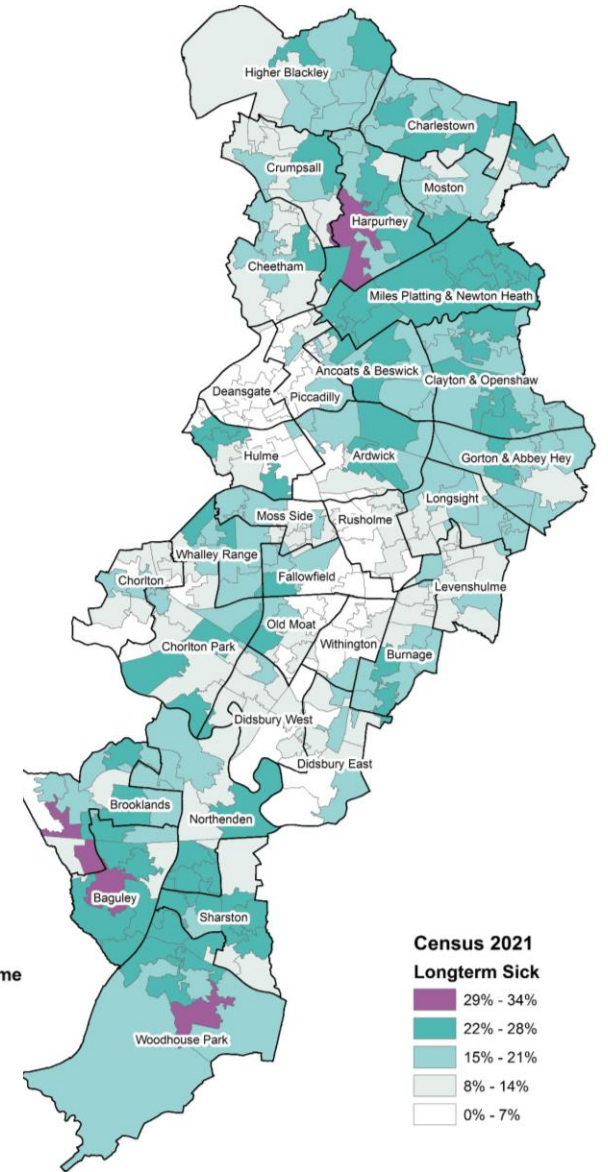 Higher Blackley
Charlestown
Crumpsall
Moston
Harpurhey
Cheetham
Miles Platting & Newton Heath
Ancoats & Beswick
Clayton & Openshaw
Deansgate
Piccadilly
Hulme
Ardwick
Gorton & Abbey Hey
Longsight
Moss Side
Rusholme
Whalley Range
Chorlton
Fallowfield
Levenshulme
Old Moat
Withington
Chorlton Park
Burnage
Didsbury West
Didsbury East
Brooklands
Northenden
Baguley
Sharston
me
Woodhouse Park
Census 2021
Longterm Sick
29% - 34%
22% - 28%
15% - 21%
8% - 14%
0% - 7%